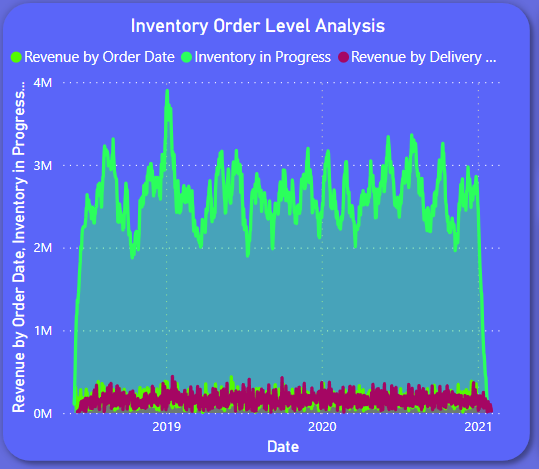 Inventory Order Level Analysis
Revenue by Order Date Inventory in Progress Revenue by Delivery ...
Revenue by Order Date, Inventory in Progress...
4M
3M
2M
1M
0M
2019 2020 2021
Date